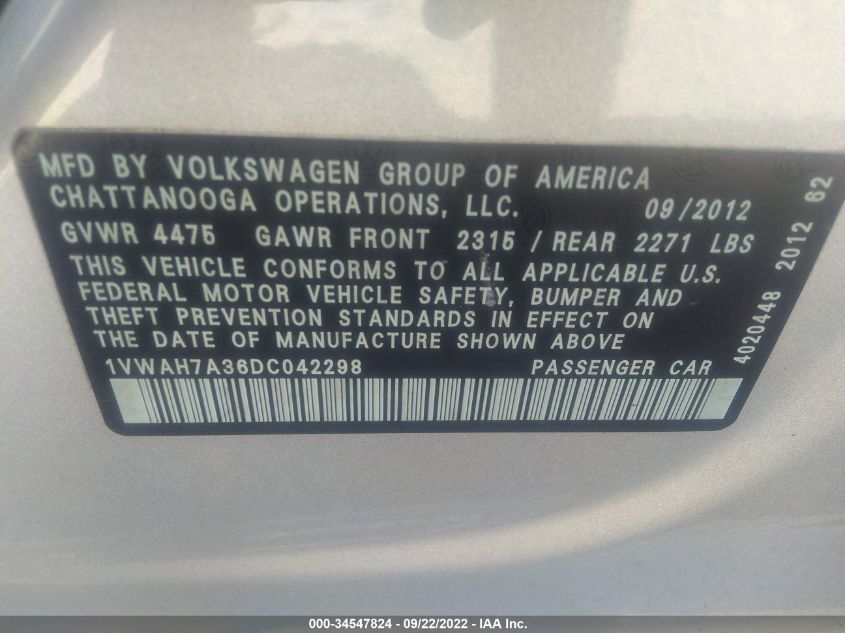 MFD BY VOLKSWAGEN GROUP OF AMERICA
CHATTANOOGA OPERATIONS, LLC. 09/2012
GVWR 4475 GAWR FRONT 2315 / REAR 2271 LBS
THIS VEHICLE CONFORMS TO ALL APPLICABLE U.S.
FEDERAL MOTOR VEHICLE SAFETY, BUMPER AND
THEFT PREVENTION STANDARDS IN EFFECT ON
THE DATE OF MANUFACTURE SHOWN ABOVE
1VWAH7A36DC042298 PASSENGER CAR
4020448 2012 62
000-34547824 - 09/22/2022 - IAA Inc.